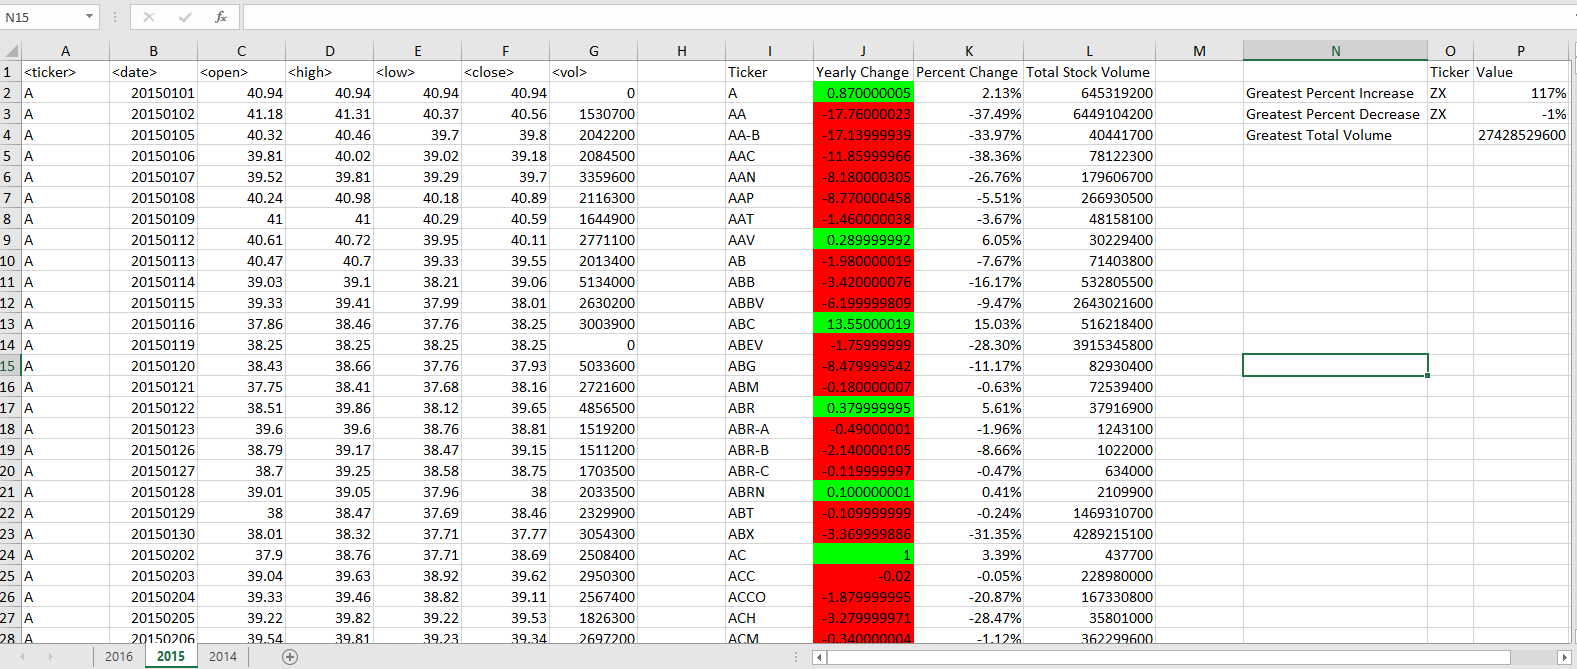 N15 fx
A B C D E F G H I J K L M N O P
1 <ticker> <date> <open> <high> <low> <close> <vol> Ticker Yearly Change Percent Change Total Stock Volume Ticker Value
2 A 20150101 40.94 40.94 40.94 40.94 0 A 0.870000005 2.13% 645319200 Greatest Percent Increase ZX 117%
3 A 20150102 41.18 41.31 40.37 40.56 1530700 AA -17.76000023 -37.49% 6449104200 Greatest Percent Decrease ZX -1%
4 A 20150105 40.32 40.46 39.7 39.8 2042200 AA-B -17.13999939 -33.97% 40441700 Greatest Total Volume 27428529600
5 A 20150106 39.81 40.02 39.02 39.18 2084500 AAC -11.85999966 -38.36% 78122300
6 A 20150107 39.52 39.81 39.29 39.7 3359600 AAN -8.180000305 -26.76% 179606700
7 A 20150108 40.24 40.98 40.18 40.89 2116300 AAP -8.770000458 -5.51% 266930500
8 A 20150109 41 41 40.29 40.59 1644900 AAT -1.460000038 -3.67% 48158100
9 A 20150112 40.61 40.72 39.95 40.11 2771100 AAV 0.289999992 6.05% 30229400
10 A 20150113 40.47 40.7 39.33 39.55 2013400 AB -1.980000019 -7.67% 71403800
11 A 20150114 39.03 39.1 38.21 39.06 5134000 ABB -3.420000076 -16.17% 532805500
12 A 20150115 39.33 39.41 37.99 38.01 2630200 ABBV -6.199999809 -9.47% 2643021600
13 A 20150116 37.86 38.46 37.76 38.25 3003900 ABC 13.55000019 15.03% 516218400
14 A 20150119 38.25 38.25 38.25 38.25 0 ABEV -1.75999999 -28.30% 3915345800
15 A 20150120 38.43 38.66 37.76 37.93 5033600 ABG -8.479999542 -11.17% 82930400
16 A 20150121 37.75 38.41 37.68 38.16 2721600 ABM -0.180000007 -0.63% 72539400
17 A 20150122 38.51 39.86 38.12 39.65 4856500 ABR 0.379999995 5.61% 37916900
18 A 20150123 39.6 39.6 38.76 38.81 1519200 ABR-A -0.49000001 -1.96% 1243100
19 A 20150126 38.79 39.17 38.47 39.15 1511200 ABR-B -2.140000105 -8.66% 1022000
20 A 20150127 38.7 39.25 38.58 38.75 1703500 ABR-C -0.119999997 -0.47% 634000
21 A 20150128 39.01 39.05 37.96 38 2033500 ABRN 0.100000001 0.41% 2109900
22 A 20150129 38 38.47 37.69 38.46 2329900 ABT -0.109999999 -0.24% 1469310700
23 A 20150130 38.01 38.32 37.71 37.77 3054300 ABX -3.369999886 -31.35% 4289215100
24 A 20150202 37.9 38.76 37.71 38.69 2508400 AC 1 3.39% 437700
25 A 20150203 39.04 39.63 38.92 39.62 2950300 ACC -0.02 -0.05% 228980000
26 A 20150204 39.33 39.46 38.82 39.11 2567400 ACCO -1.879999995 -20.87% 167330800
27 A 20150205 39.22 39.82 39.22 39.53 1826300 ACH -3.279999971 -28.47% 35801000
28 A 20150206 39.54 39.81 39.23 39.34 2697200 ACM -0.340000004 -1.12% 362299600
2016 2015 2014